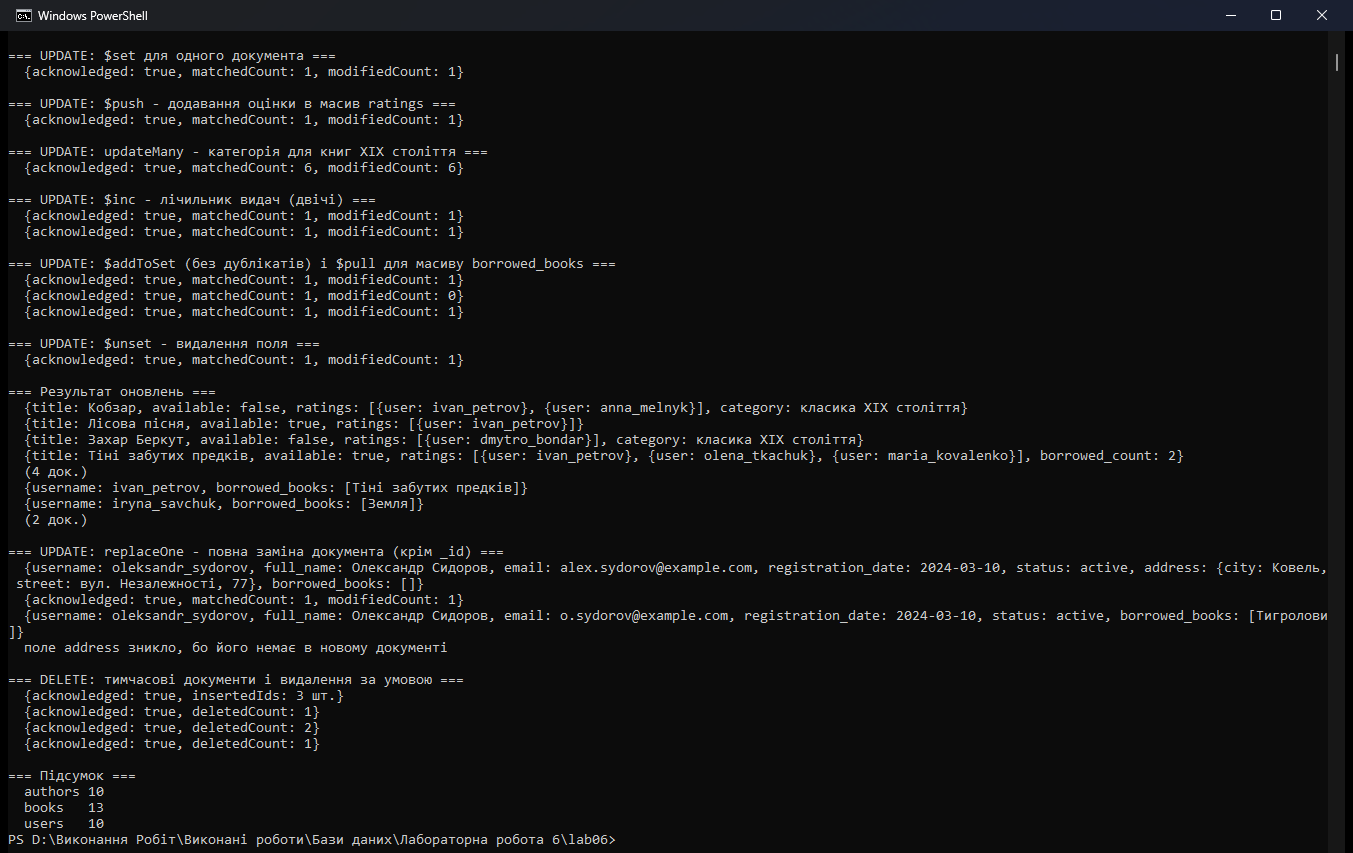 Windows PowerShell
=== UPDATE: $set для одного документа ===
{acknowledged: true, matchedCount: 1, modifiedCount: 1}
=== UPDATE: $push - додавання оцінки в масив ratings ===
{acknowledged: true, matchedCount: 1, modifiedCount: 1}
=== UPDATE: updateMany - категорія для книг XIX століття ===
{acknowledged: true, matchedCount: 6, modifiedCount: 6}
=== UPDATE: $inc - лічильник видач (двічі) ===
{acknowledged: true, matchedCount: 1, modifiedCount: 1}
{acknowledged: true, matchedCount: 1, modifiedCount: 1}
=== UPDATE: $addToSet (без дублікатів) і $pull для масиву borrowed_books ===
{acknowledged: true, matchedCount: 1, modifiedCount: 1}
{acknowledged: true, matchedCount: 1, modifiedCount: 0}
{acknowledged: true, matchedCount: 1, modifiedCount: 1}
=== UPDATE: $unset - видалення поля ===
{acknowledged: true, matchedCount: 1, modifiedCount: 1}
=== Результат оновлень ===
{title: Кобзар, available: false, ratings: [{user: ivan_petrov}, {user: anna_melnyk}], category: класика XIX століття}
{title: Лісова пісня, available: true, ratings: [{user: ivan_petrov}]}
{title: Захар Беркут, available: false, ratings: [{user: dmytro_bondar}], category: класика XIX століття}
{title: Тіні забутих предків, available: true, ratings: [{user: ivan_petrov}, {user: olena_tkachuk}, {user: maria_kovalenko}], borrowed_count: 2}
(4 док.)
{username: ivan_petrov, borrowed_books: [Тіні забутих предків]}
{username: iryna_savchuk, borrowed_books: [Земля]}
(2 док.)
=== UPDATE: replaceOne - повна заміна документа (крім _id) ===
{username: oleksandr_sydorov, full_name: Олександр Сидоров, email: alex.sydorov@example.com, registration_date: 2024-03-10, status: active, address: {city: Ковель,
street: вул. Незалежності, 77}, borrowed_books: []}
{acknowledged: true, matchedCount: 1, modifiedCount: 1}
{username: oleksandr_sydorov, full_name: Олександр Сидоров, email: o.sydorov@example.com, registration_date: 2024-03-10, status: active, borrowed_books: [Тигролови
]}
поле address зникло, бо його немає в новому документі
=== DELETE: тимчасові документи і видалення за умовою ===
{acknowledged: true, insertedIds: 3 шт.}
{acknowledged: true, deletedCount: 1}
{acknowledged: true, deletedCount: 2}
{acknowledged: true, deletedCount: 1}
=== Підсумок ===
authors 10
books 13
users 10
PS D:\Виконання Робіт\Виконані роботи\Бази даних\Лабораторна робота 6\lab06>